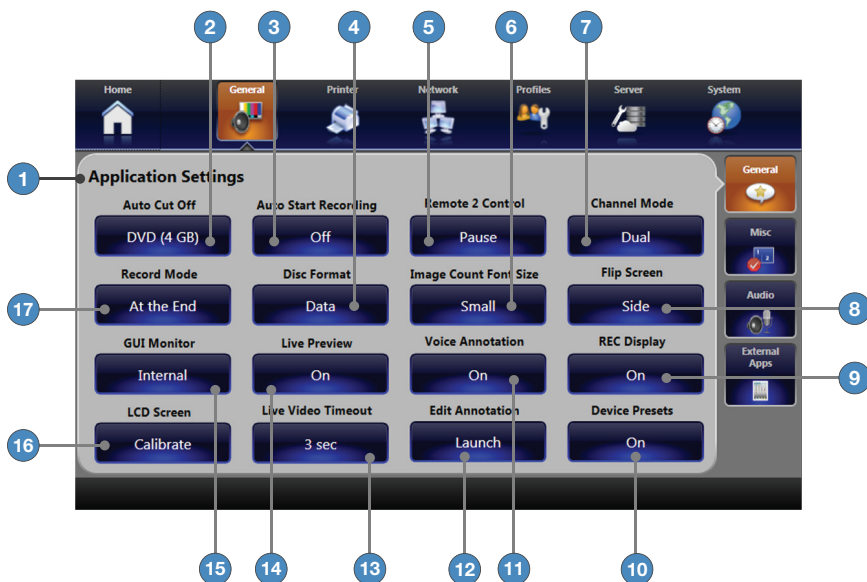 2 3 4 5 6 7
Home General Printer Network Profiles Server System
1 Application Settings
General
Auto Cut Off Auto Start Recording Remote 2 Control Channel Mode
DVD (4 GB) Off Pause Dual
Misc
1 2
Record Mode Disc Format Image Count Font Size Flip Screen
17 At the End Data Small Side 8
Audio
GUI Monitor Live Preview Voice Annotation REC Display
Internal On On On 9
External
Apps
LCD Screen Live Video Timeout Edit Annotation Device Presets
16 Calibrate 3 sec Launch On
15 14 13 12 11 10